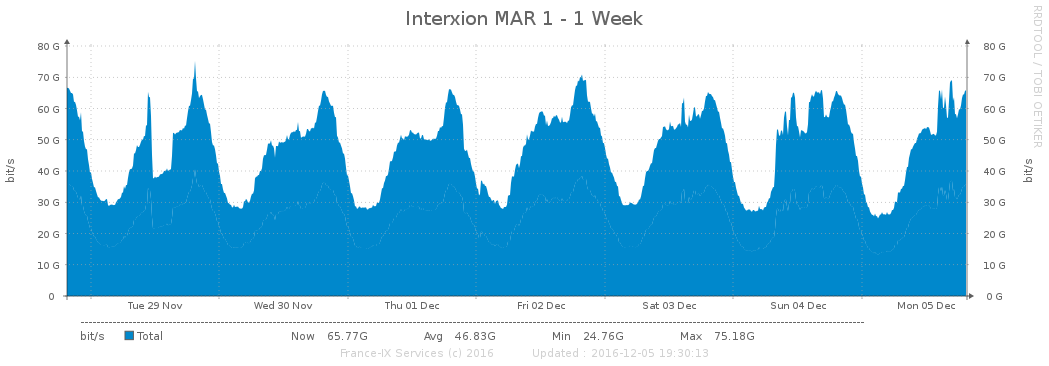 Interxion MAR 1 - 1 Week
RRDTOOL / TOBI OETIKER
80 G 80 G
70 G 70 G
60 G 60 G
50 G 50 G
40 G 40 G
30 G 30 G
20 G 20 G
10 G 10 G
0 0 G
bit/s
bit/s
Tue 29 Nov Wed 30 Nov Thu 01 Dec Fri 02 Dec Sat 03 Dec Sun 04 Dec Mon 05 Dec
bit/s Total Now 65.77G Avg 46.83G Min 24.76G Max 75.18G
France-IX Services (c) 2016 Updated : 2016-12-05 19:30:13